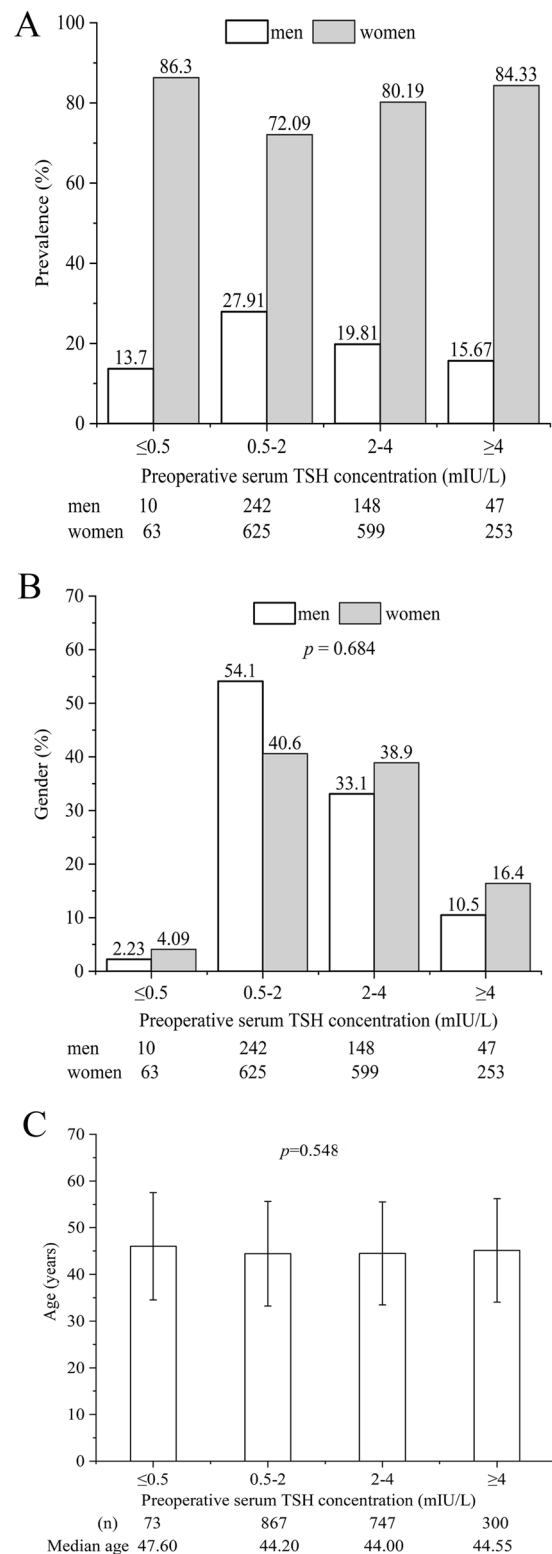 A
men women
100
80
60
40
20
0
Prevalence (%)
86.3
72.09
80.19
84.33
13.7
27.91
19.81
15.67
≤0.5 0.5-2 2-4 ≥4
Preoperative serum TSH concentration (mIU/L)
men 10 242 148 47
women 63 625 599 253
B
men women
p = 0.684
70
60
50
40
30
20
10
0
Gender (%)
2.23 4.09
54.1
40.6
33.1
38.9
10.5
16.4
≤0.5 0.5-2 2-4 ≥4
Preoperative serum TSH concentration (mIU/L)
men 10 242 148 47
women 63 625 599 253
C
p=0.548
70
60
50
40
30
20
10
0
Age (years)
≤0.5 0.5-2 2-4 ≥4
Preoperative serum TSH concentration (mIU/L)
(n) 73 867 747 300
Median age 47.60 44.20 44.00 44.55